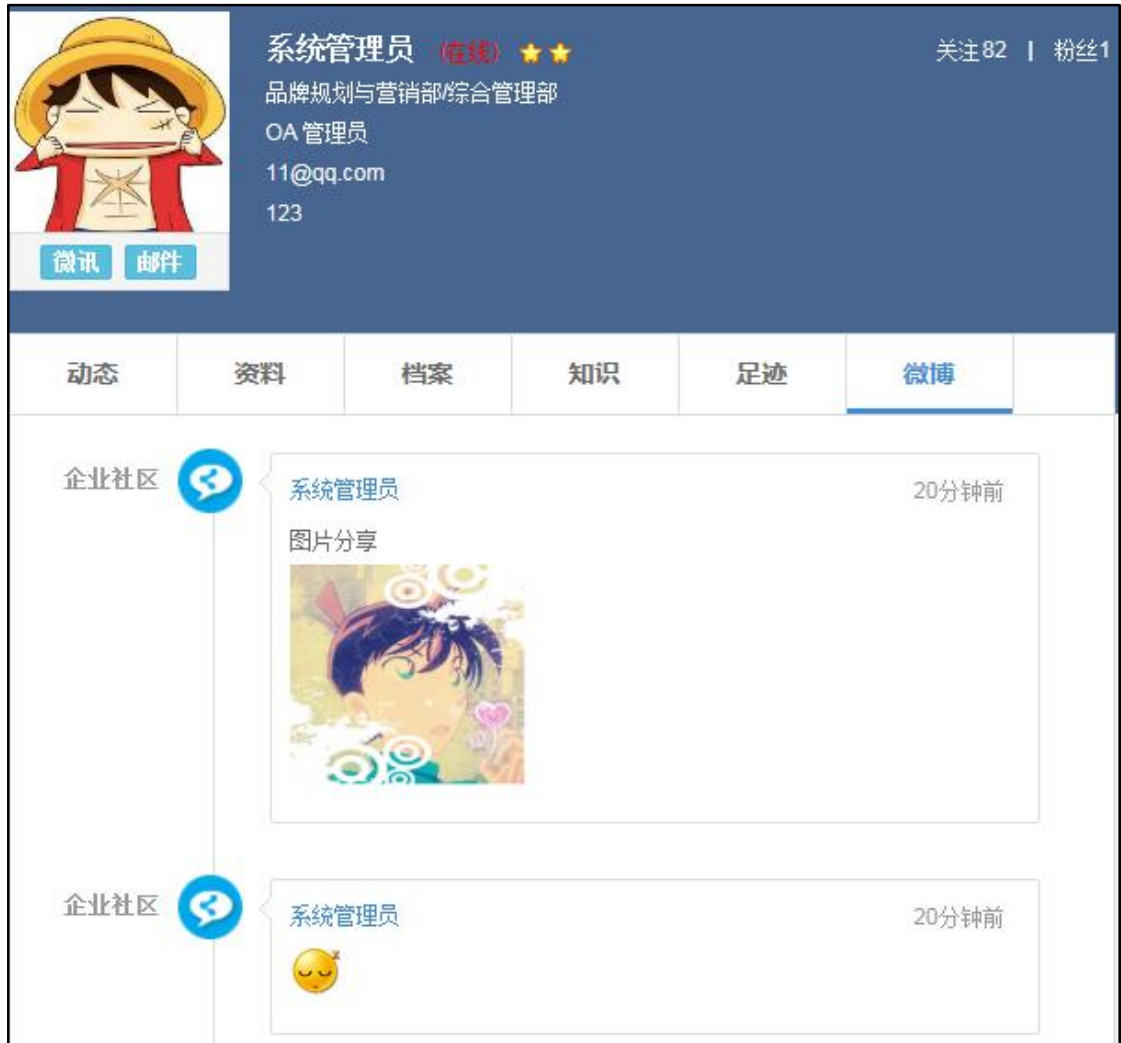 系统管理员 (在线)
关注82 | 粉丝1
品牌规划与营销部/综合管理部
OA 管理员
11@qq.com
123
微讯 邮件
动态 资料 档案 知识 足迹 微博
企业社区
系统管理员 20分钟前
图片分享
企业社区
系统管理员 20分钟前